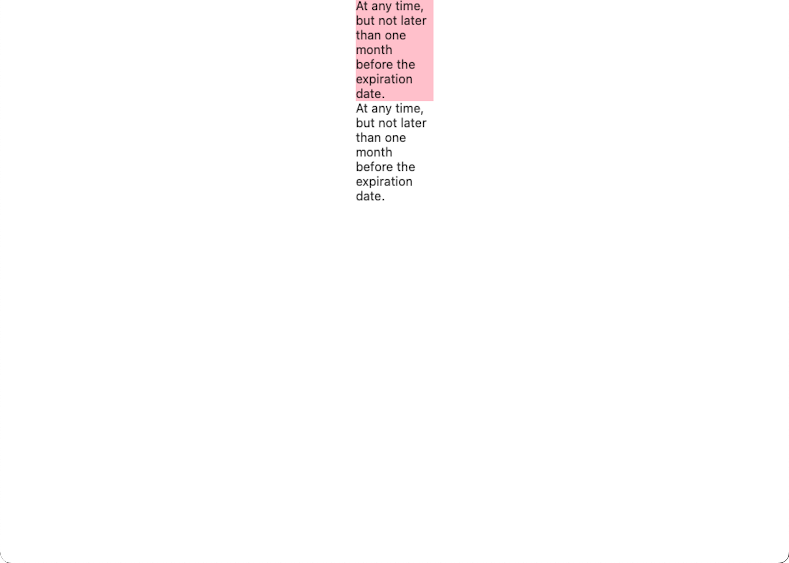 At any time,
but not later
than one
month
before the
expiration
date.
At any time,
but not later
than one
month
before the
expiration
date.